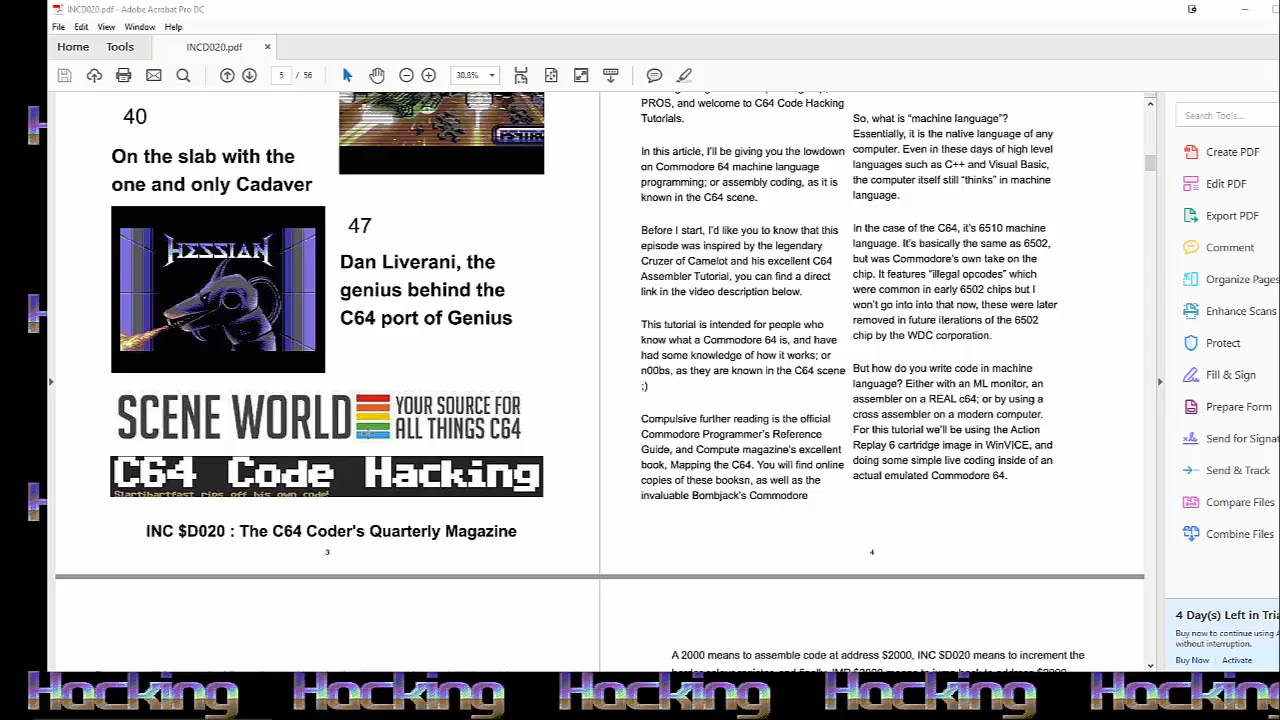 INCD020.pdf - Adobe Acrobat Pro DC
File Edit View Window Help
Home Tools INCD020.pdf ×
5 / 56 30.8%
40
On the slab with the
one and only Cadaver
HESSIAN
47
Dan Liverani, the
genius behind the
C64 port of Genius
SCENE WORLD
YOUR SOURCE FOR
ALL THINGS C64
C64 Code Hacking
Slartibartfast rips off his own code!
INC $D020 : The C64 Coder's Quarterly Magazine
3
PROS, and welcome to C64 Code Hacking
Tutorials.
In this article, I'll be giving you the lowdown
on Commodore 64 machine language
programming; or assembly coding, as it is
known in the C64 scene.
Before I start, I'd like you to know that this
episode was inspired by the legendary
Cruzer of Camelot and his excellent C64
Assembler Tutorial, you can find a direct
link in the video description below.
This tutorial is intended for people who
know what a Commodore 64 is, and have
had some knowledge of how it works; or
n00bs, as they are known in the C64 scene
;)
Compulsive further reading is the official
Commodore Programmer's Reference
Guide, and Compute magazine's excellent
book, Mapping the C64. You will find online
copies of these booksn, as well as the
invaluable Bombjack's Commodore
So, what is “machine language”?
Essentially, it is the native language of any
computer. Even in these days of high level
languages such as C++ and Visual Basic,
the computer itself still “thinks” in machine
language.
In the case of the C64, it's 6510 machine
language. It's basically the same as 6502,
but was Commodore's own take on the
chip. It features “illegal opcodes” which
were common in early 6502 chips but I
won't go into into that now, these were later
removed in future iterations of the 6502
chip by the WDC corporation.
But how do you write code in machine
language? Either with an ML monitor, an
assembler on a REAL c64; or by using a
cross assembler on a modern computer.
For this tutorial we'll be using the Action
Replay 6 cartridge image in WinVICE, and
doing some simple live coding inside of an
actual emulated Commodore 64.
4
A 2000 means to assemble code at address $2000, INC $D020 means to increment the
Search Tools...
Create PDF
Edit PDF
Export PDF
Comment
Organize Pages
Enhance Scans
Protect
Fill & Sign
Prepare Form
Send for Signat
Send & Track
Compare Files
Combine Files
4 Day(s) Left in Tria
Buy now to continue using A
without interruption.
Buy Now Activate
Hacking Hacking Hacking Hacking Hacking